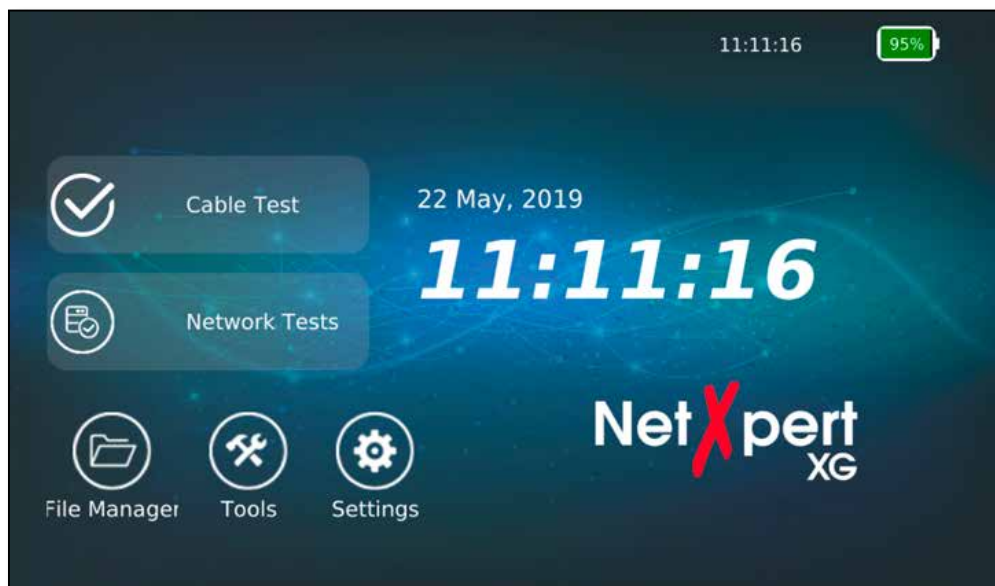 11:11:16
95%
Cable Test
22 May, 2019
11:11:16
Network Tests
NetXpert
XG
File Manager
Tools
Settings